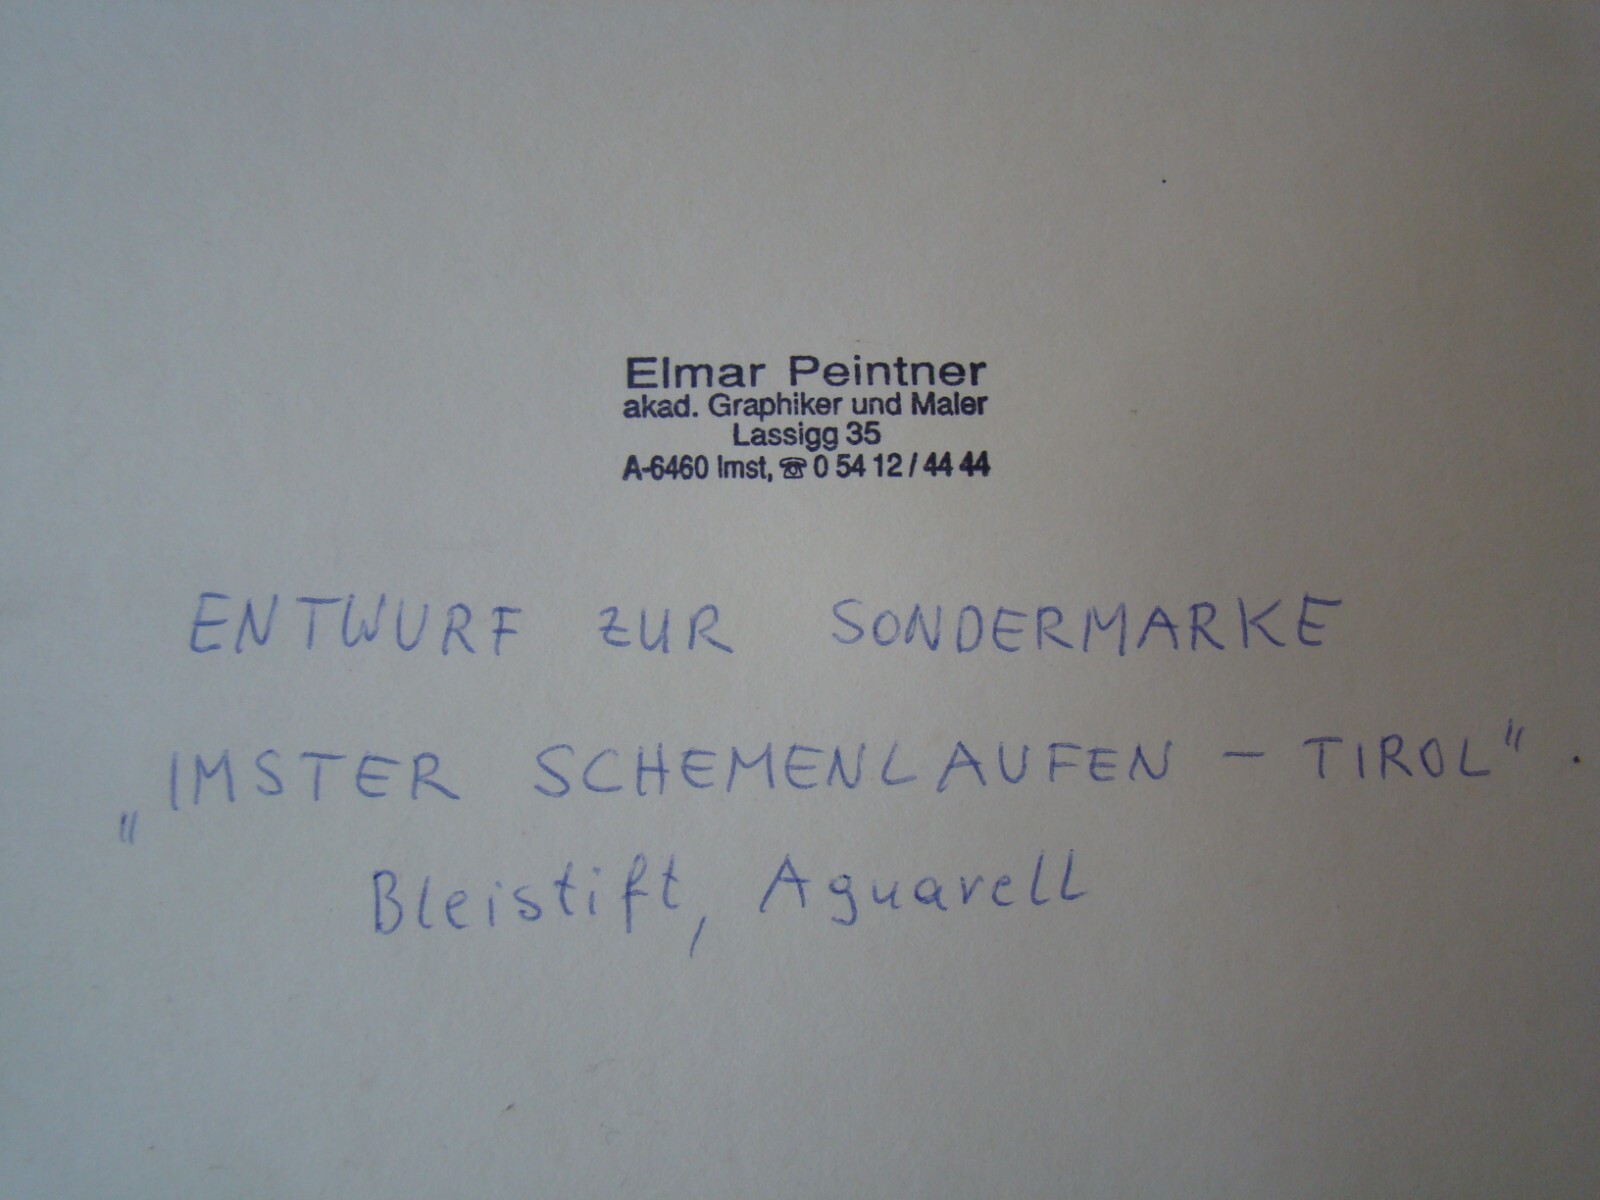 Elmar Peintner
akad. Graphiker und Maler
Lassigg 35
A-6460 Imst, ☎ 0 54 12 / 44 44
ENTWURF ZUR SONDERMARKE
„IMSTER SCHEMENLAUFEN – TIROL“.
Bleistift, Aquarell